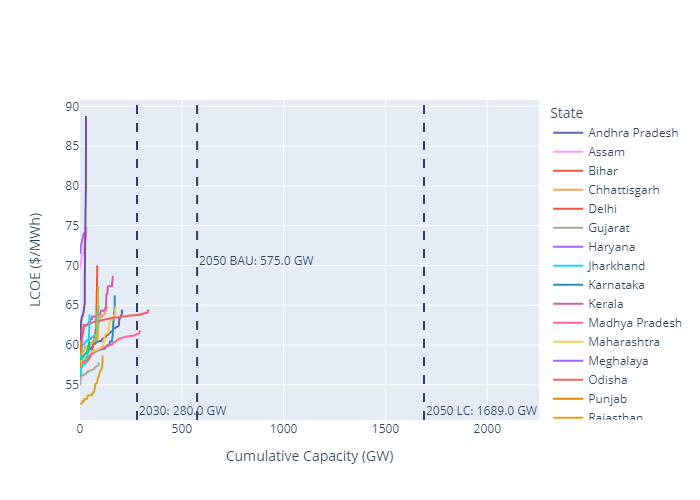 90
85
80
75
70
65
60
55
LCOE ($/MWh)
0
500
1000
1500
2000
Cumulative Capacity (GW)
2050 BAU: 575.0 GW
2030: 280.0 GW
2050 LC: 1689.0 GW
State
Andhra Pradesh
Assam
Bihar
Chhattisgarh
Delhi
Gujarat
Haryana
Jharkhand
Karnataka
Kerala
Madhya Pradesh
Maharashtra
Meghalaya
Odisha
Punjab
Rajasthan